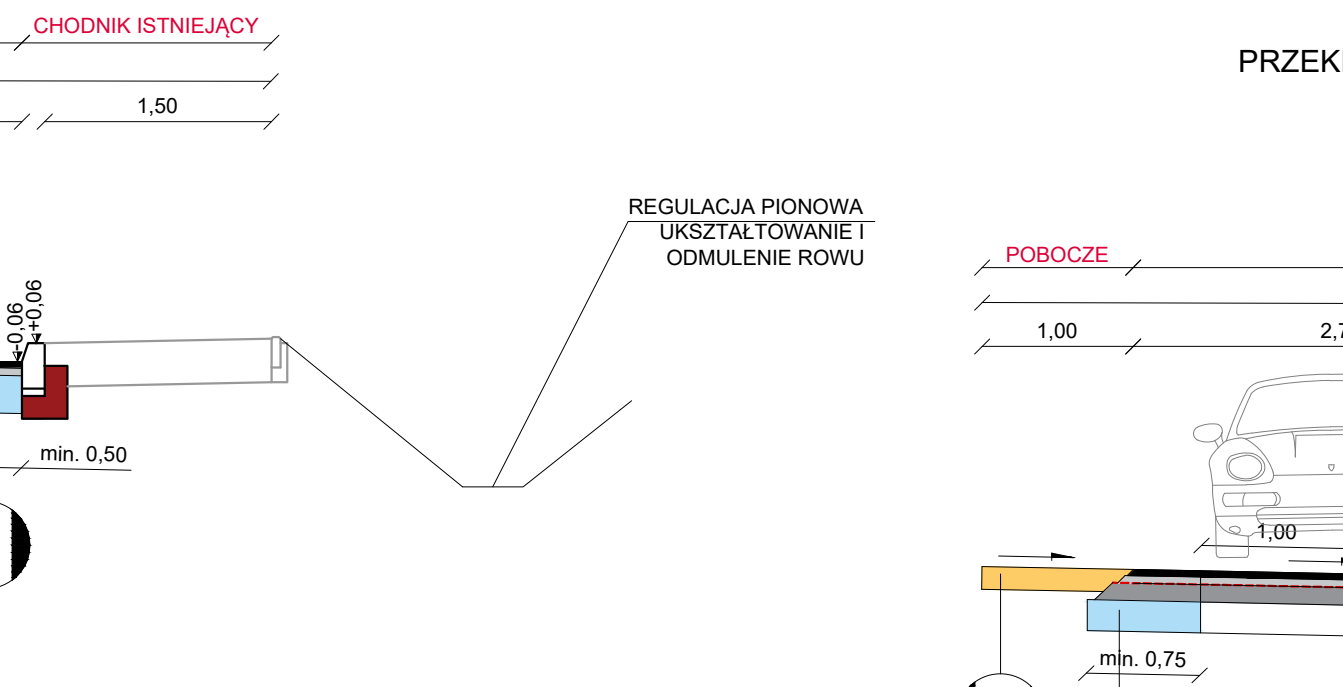 CHODNIK ISTNIEJĄCY
1,50
-0,06
+0,06
min. 0,50
REGULACJA PIONOWA
UKSZTAŁTOWANIE I
ODMULENIE ROWU
POBOCZE
1,00
1,00
min. 0,75